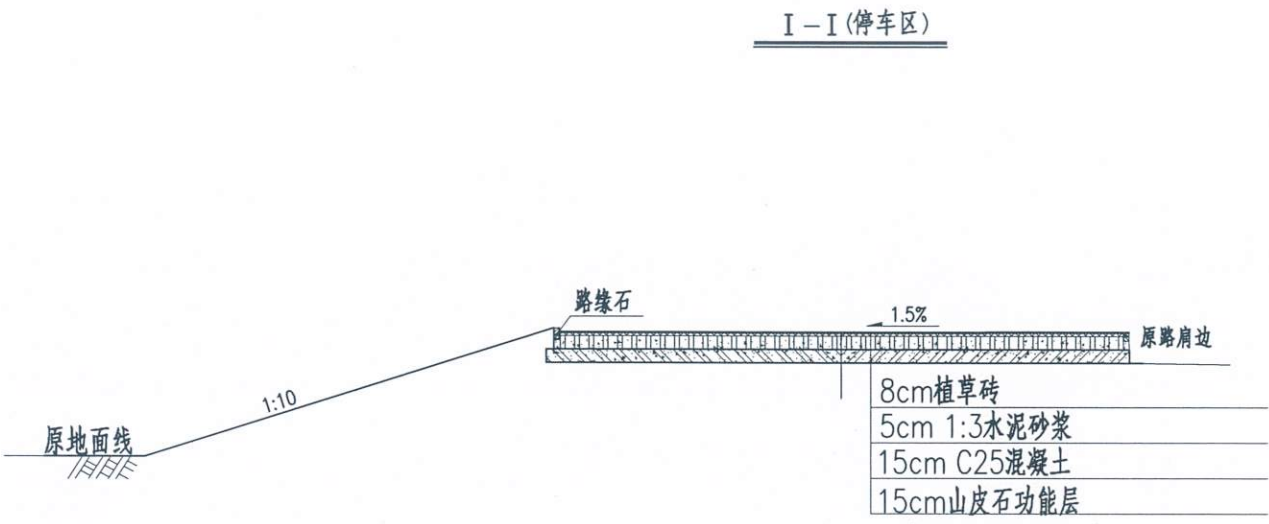 I-I(停车区)
路缘石
1.5%
原路肩边
1:10
原地面线
8cm植草砖
5cm 1:3水泥砂浆
15cm C25混凝土
15cm山皮石功能层